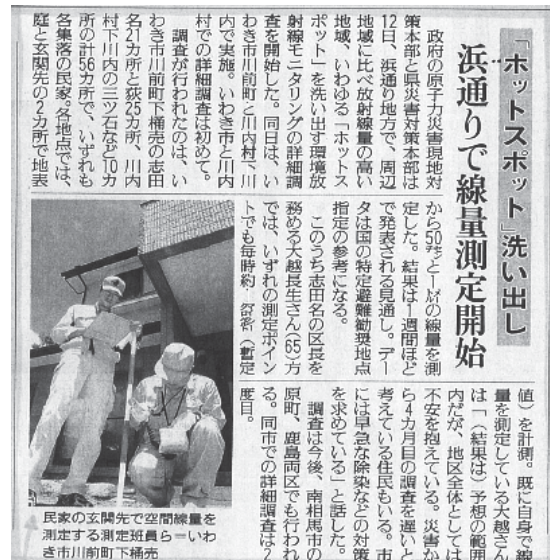 「ホットスポット」洗い出し
浜通りで線量測定開始
政府の原子力災害現地対
策本部と県災害対策本部は
12日、浜通り地方で、周辺
地域に比べ放射線量の高い
地域、いわゆる「ホットス
ポット」を洗い出す環境放
射線モニタリングの詳細調
査を開始した。同日は、い
わき市川前町と川内村下川
内で実施。いわき市と川内
村での詳細調査は初めて。
調査が行われたのは、い
わき市川前町下桶売の志田
名21カ所と荻25カ所、川内
村下川内の三ツ石など10カ
所の計56カ所で、いずれも
各集落の民家。各地点では、
庭と玄関先の2カ所で地表
から50㌢と1㍍の線量を測
定した。結果は1週間ほど
で発表される見通し。デー
タは国の特定避難勧奨地点
指定の参考になる。
このうち志田名の区長を
務める大越長生さん(65)方
では、いずれの測定ポイン
トでも毎時約(暫定
値)を計測。既に自身で線
量を測定している大越さん
は「(結果は)予想の範囲
内だが、地区全体としては
不安を抱えている。災害か
ら4カ月目の調査を遅いと
考えている住民もいる。市
には早急な除染などの対策
を求めている」と話した。
調査は今後、南相馬市の
原町、鹿島両区でも行われ
る。同市での詳細調査は2
度目。
民家の玄関先で空間線量を
測定する測定班員ら=いわ
き市川前町下桶売